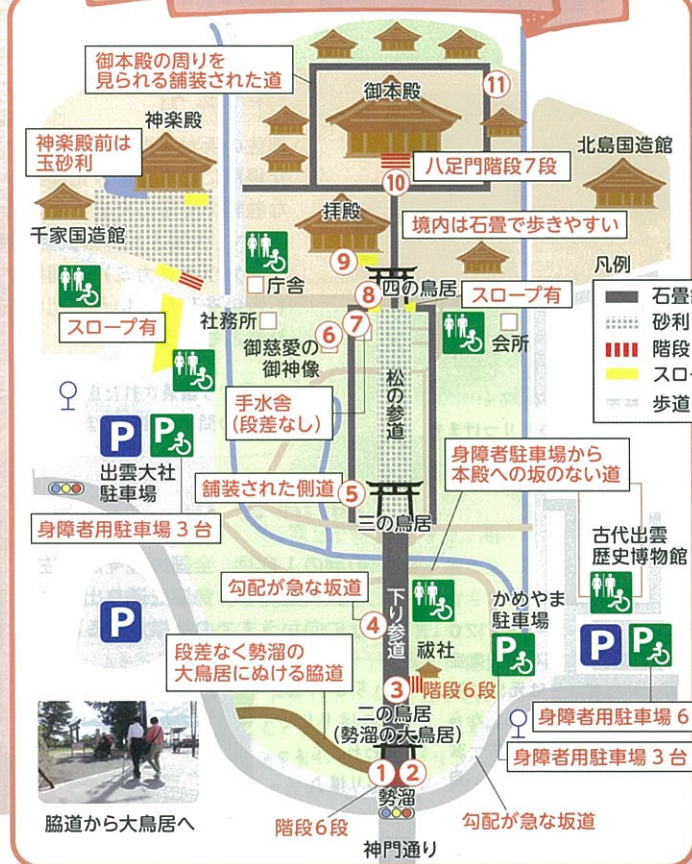 御本殿の周りを
見られる舗装された道
御本殿
⑪
神楽殿
神楽殿前は
玉砂利
北島国造館
八足門階段7段
⑩
千家国造館
拝殿
境内は石畳で歩きやすい
⑨
庁舎
凡例
⑧
四の鳥居
スロープ有
石畳
砂利
階段
スロー
歩道
スロープ有
社務所
⑦
⑥
御慈愛の
御神像
会所
松の参道
手水舎
(段差なし)
身障者駐車場から
本殿への坂のない道
P
P
出雲大社
駐車場
舗装された側道
⑤
三の鳥居
身障者用駐車場3台
古代出雲
歴史博物館
勾配が急な坂道
④
下り参道
かめやま
駐車場
P
P
P
P
段差なく勢溜の
大鳥居にぬける脇道
祓社
③
階段6段
二の鳥居
(勢溜の大鳥居)
身障者用駐車場6
身障者用駐車場3台
①
②
勢溜
階段6段
勾配が急な坂道
脇道から大鳥居へ
神門通り